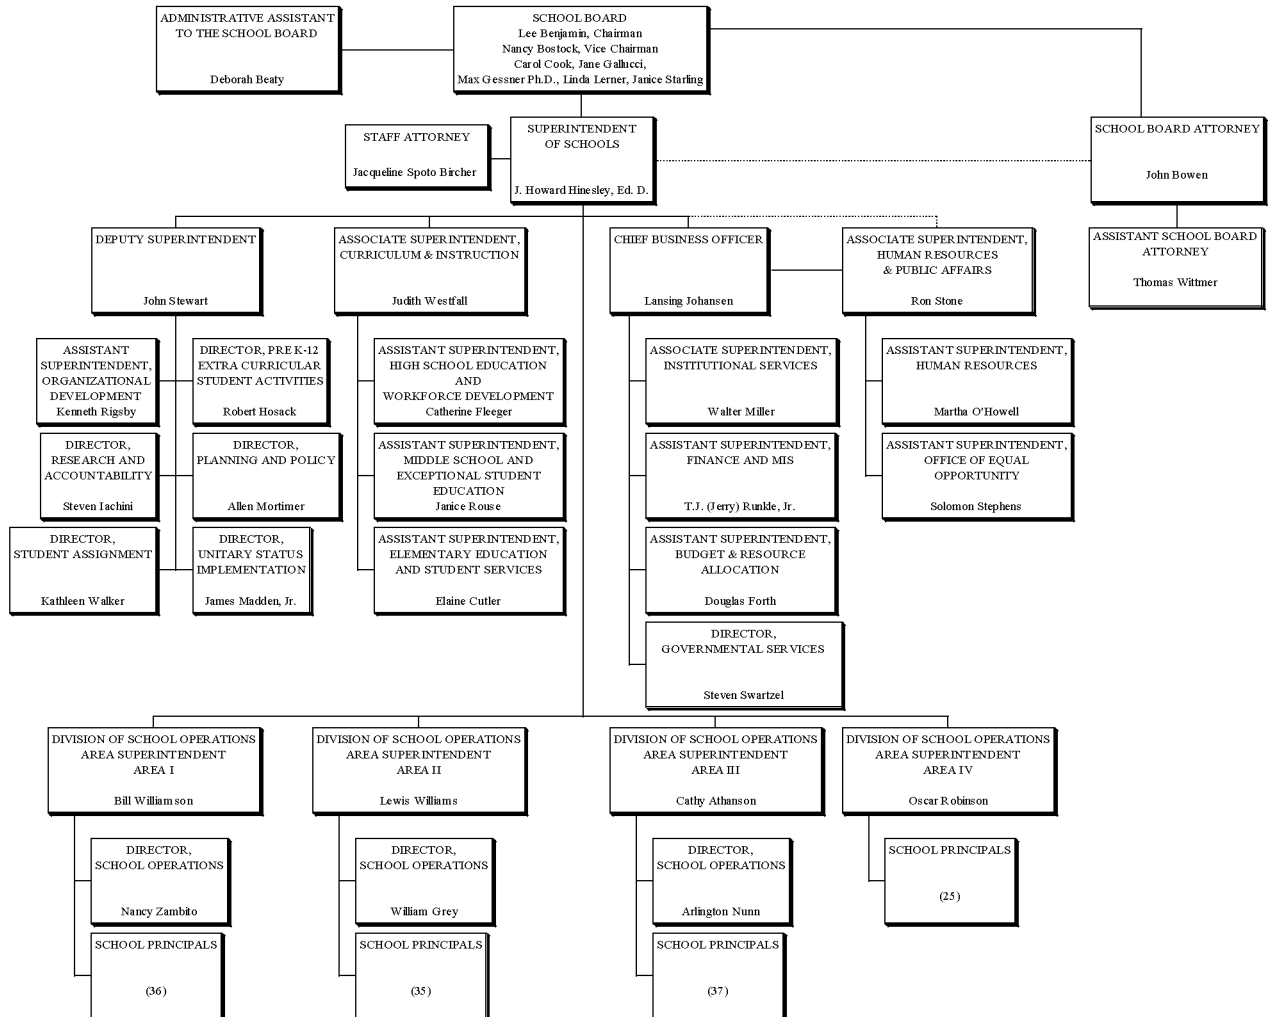 ADMINISTRATIVE ASSISTANT
TO THE SCHOOL BOARD
Deborah Beaty
SCHOOL BOARD
Lee Benjamin, Chairman
Nancy Bostock, Vice Chairman
Carol Cook, Jane Gallucci,
Max Gessner Ph.D., Linda Lerner, Janice Starling
STAFF ATTORNEY
Jacqueline Spoto Bircher
SUPERINTENDENT
OF SCHOOLS
J. Howard Hinesley, Ed. D.
SCHOOL BOARD ATTORNEY
John Bowen
DEPUTY SUPERINTENDENT
John Stewart
ASSOCIATE SUPERINTENDENT,
CURRICULUM & INSTRUCTION
Judith Westfall
CHIEF BUSINESS OFFICER
Lansing Johansen
ASSOCIATE SUPERINTENDENT,
HUMAN RESOURCES
& PUBLIC AFFAIRS
Ron Stone
ASSISTANT SCHOOL BOARD
ATTORNEY
Thomas Wittmer
ASSISTANT
SUPERINTENDENT,
ORGANIZATIONAL
DEVELOPMENT
Kenneth Rigsby
DIRECTOR, PRE K-12
EXTRA CURRICULAR
STUDENT ACTIVITIES
Robert Hosack
ASSISTANT SUPERINTENDENT,
HIGH SCHOOL EDUCATION
AND
WORKFORCE DEVELOPMENT
Catherine Fleeger
ASSOCIATE SUPERINTENDENT,
INSTITUTIONAL SERVICES
Walter Miller
ASSISTANT SUPERINTENDENT,
HUMAN RESOURCES
Martha O'Howell
DIRECTOR,
RESEARCH AND
ACCOUNTABILITY
Steven Iachini
DIRECTOR,
PLANNING AND POLICY
Allen Mortimer
ASSISTANT SUPERINTENDENT,
MIDDLE SCHOOL AND
EXCEPTIONAL STUDENT
EDUCATION
Janice Rouse
ASSISTANT SUPERINTENDENT,
FINANCE AND MIS
T.J. (Jerry) Runkle, Jr.
ASSISTANT SUPERINTENDENT,
OFFICE OF EQUAL
OPPORTUNITY
Solomon Stephens
DIRECTOR,
STUDENT ASSIGNMENT
Kathleen Walker
DIRECTOR,
UNITARY STATUS
IMPLEMENTATION
James Madden, Jr.
ASSISTANT SUPERINTENDENT,
ELEMENTARY EDUCATION
AND STUDENT SERVICES
Elaine Cutler
ASSISTANT SUPERINTENDENT,
BUDGET & RESOURCE
ALLOCATION
Douglas Forth
DIRECTOR,
GOVERNMENTAL SERVICES
Steven Swartzel
DIVISION OF SCHOOL OPERATIONS
AREA SUPERINTENDENT
AREA I
Bill Williamson
DIVISION OF SCHOOL OPERATIONS
AREA SUPERINTENDENT
AREA II
Lewis Williams
DIVISION OF SCHOOL OPERATIONS
AREA SUPERINTENDENT
AREA III
Cathy Athanson
DIVISION OF SCHOOL OPERATIONS
AREA SUPERINTENDENT
AREA IV
Oscar Robinson
DIRECTOR,
SCHOOL OPERATIONS
Nancy Zambito
DIRECTOR,
SCHOOL OPERATIONS
William Grey
DIRECTOR,
SCHOOL OPERATIONS
Arlington Nunn
SCHOOL PRINCIPALS
(25)
SCHOOL PRINCIPALS
(36)
SCHOOL PRINCIPALS
(35)
SCHOOL PRINCIPALS
(37)